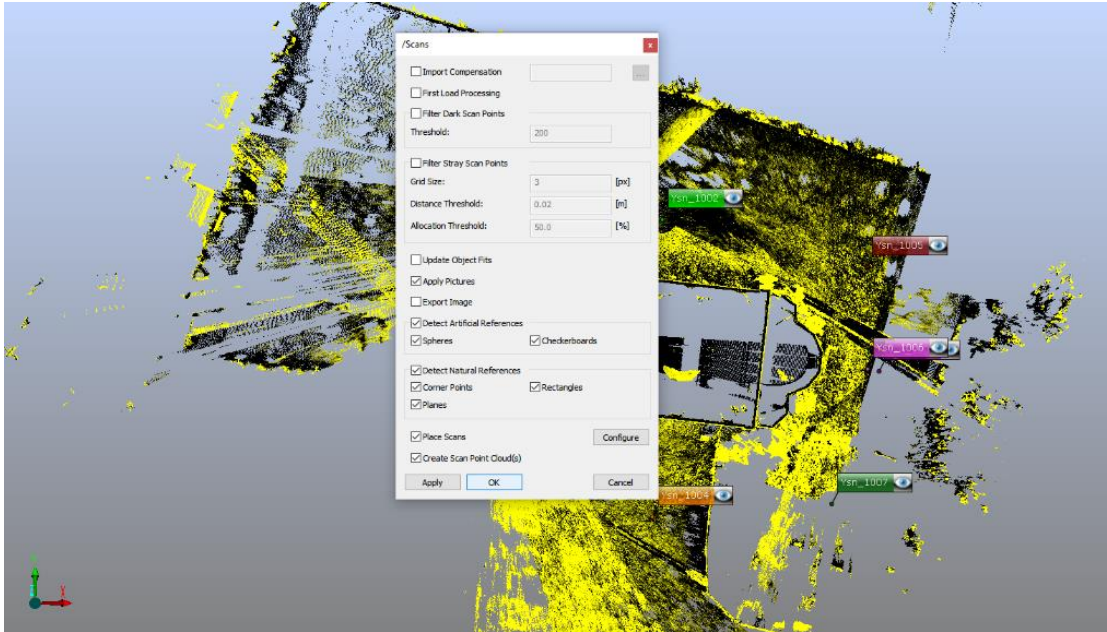 /Scans
x
Import Compensation ...
First Load Processing
Filter Dark Scan Points
Threshold: 200
Filter Stray Scan Points
Grid Size: 3 [px]
Distance Threshold: 0.02 [m]
Allocation Threshold: 50.0 [%]
Update Object Fits
Apply Pictures
Export Image
Detect Artificial References
Spheres Checkerboards
Detect Natural References
Corner Points Rectangles
Planes
Place Scans Configure
Create Scan Point Cloud(s)
Apply OK Cancel
Ysn_1002
Ysn_1005
Ysn_1006
Ysn_1007
Ysn_1004
X